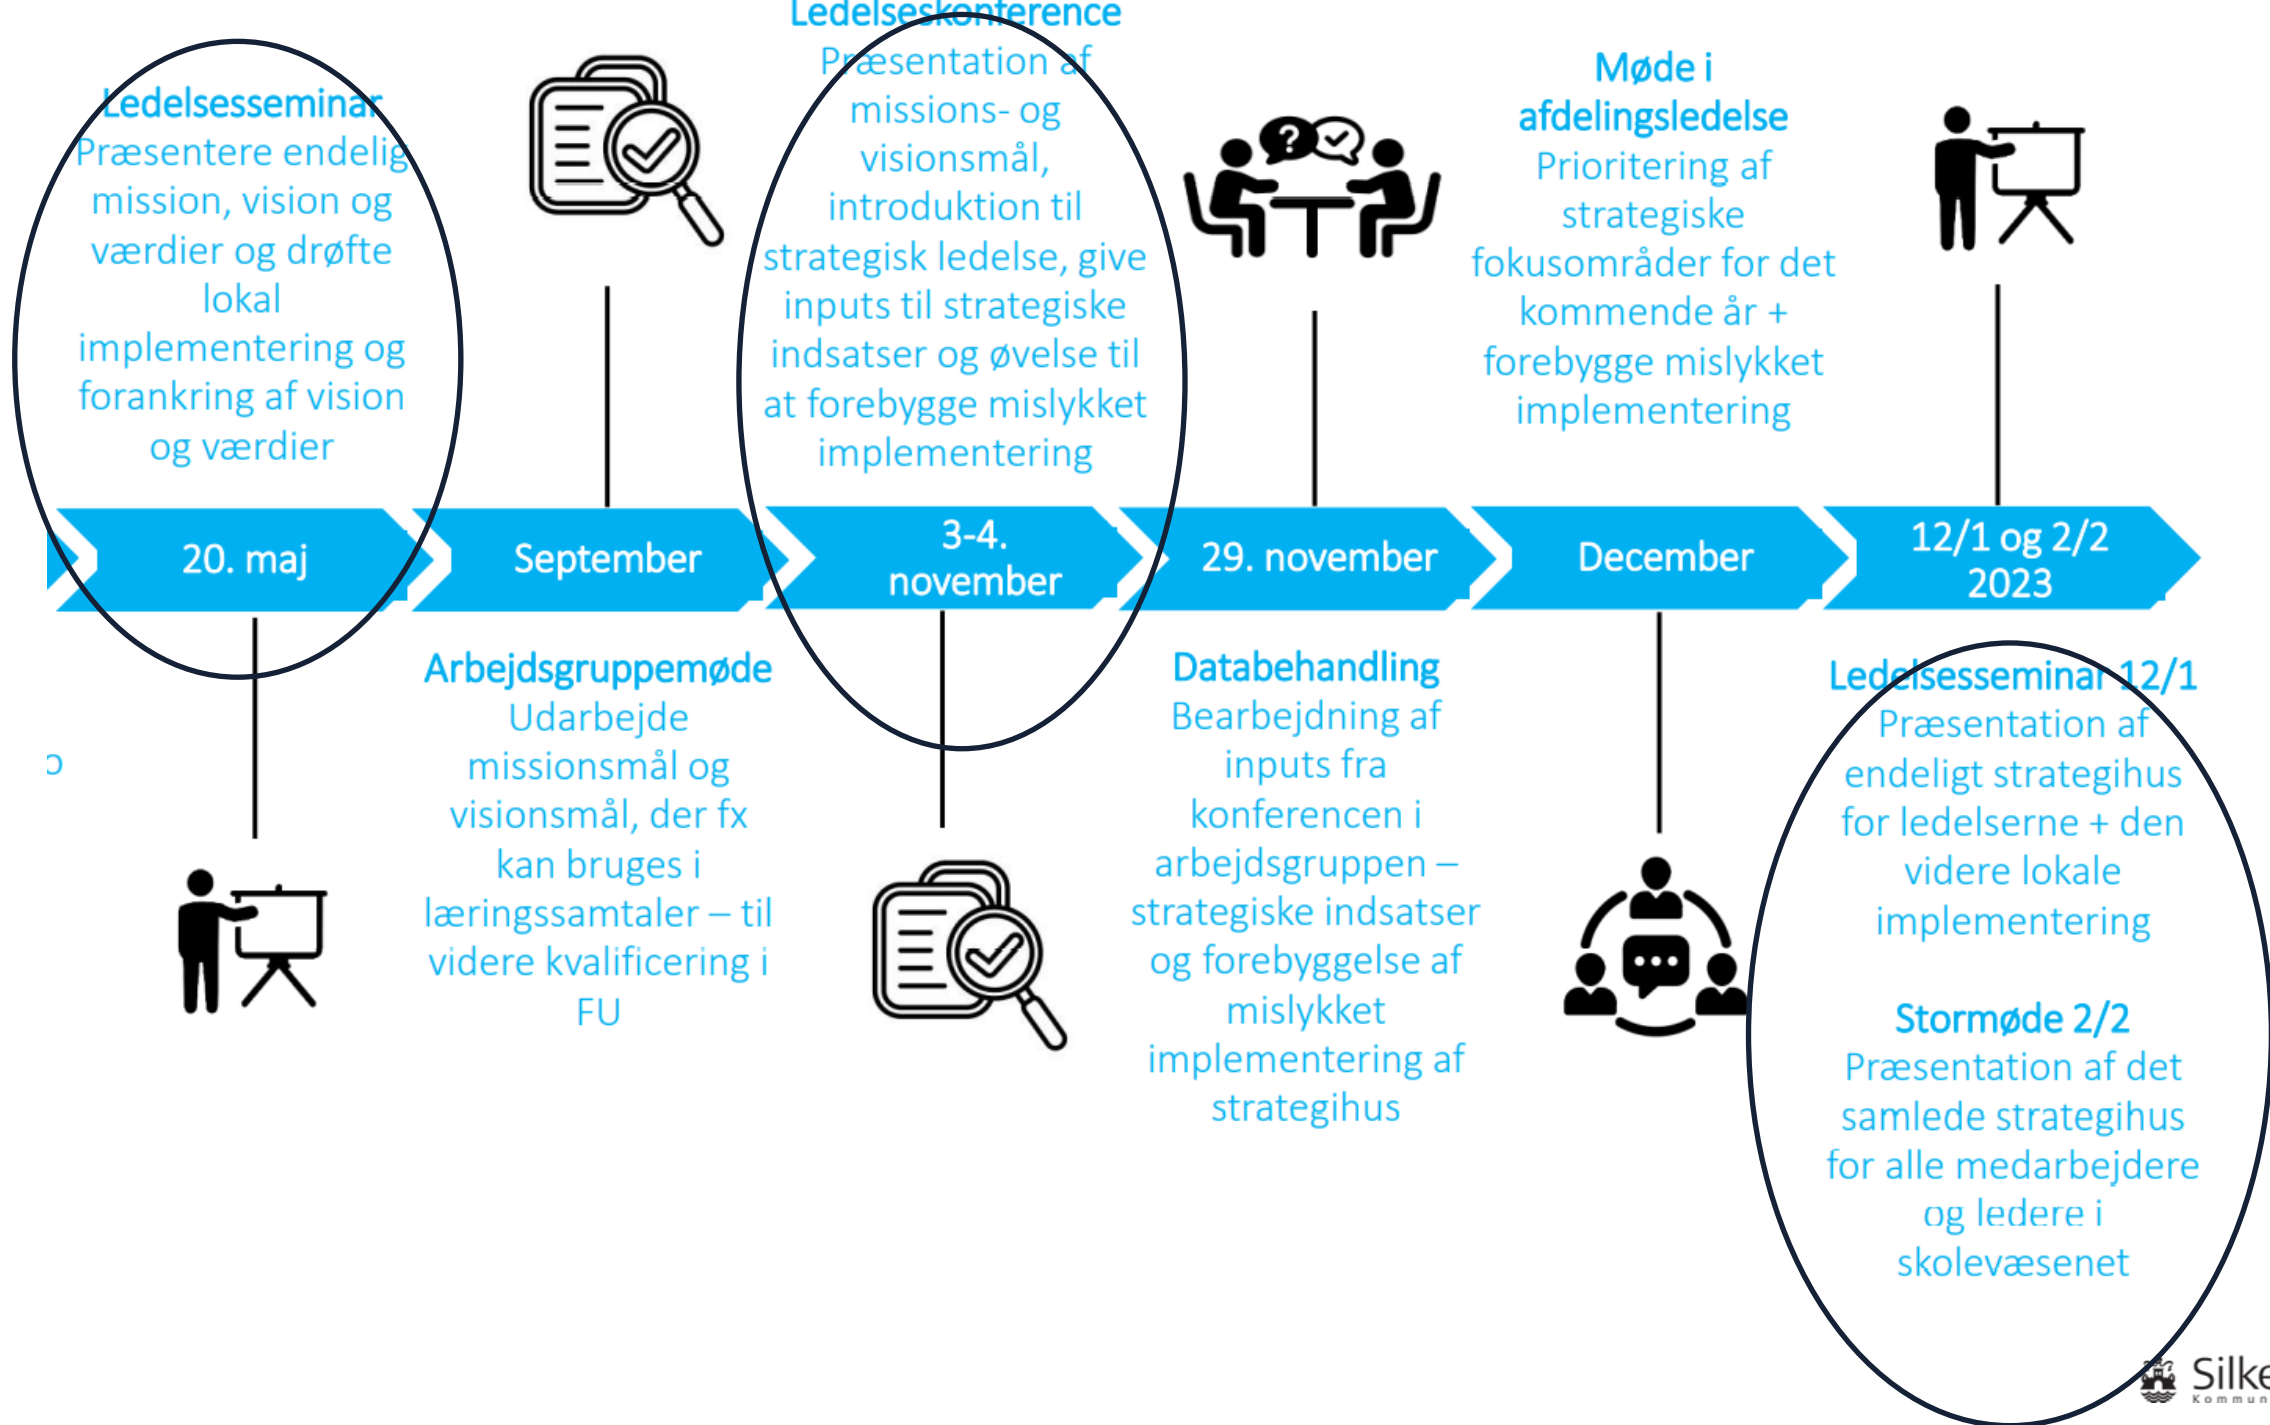 Ledelsesseminar
Præsentere endelig
mission, vision og
værdier og drøfte
lokal
implementering og
forankring af vision
og værdier
20. maj
September
Arbejdsgruppemøde
Udarbejde
missionsmål og
visionsmål, der fx
kan bruges i
læringssamtaler – til
videre kvalificering i
FU
Ledelseskonference
Præsentation af
missions- og
visionsmål,
introduktion til
strategisk ledelse, give
inputs til strategiske
indsatser og øvelse til
at forebygge mislykket
implementering
3-4.
november
29. november
Databehandling
Bearbejdning af
inputs fra
konferencen i
arbejdsgruppen –
strategiske indsatser
og forebyggelse af
mislykket
implementering af
strategihus
Møde i
afdelingsledelse
Prioritering af
strategiske
fokusområder for det
kommende år +
forebygge mislykket
implementering
December
12/1 og 2/2
2023
Ledelsesseminar 12/1
Præsentation af
endeligt strategihus
for ledelserne + den
videre lokale
implementering
Stormøde 2/2
Præsentation af det
samlede strategihus
for alle medarbejdere
og ledere i
skolevæsenet
o
?
Silke
Kommun